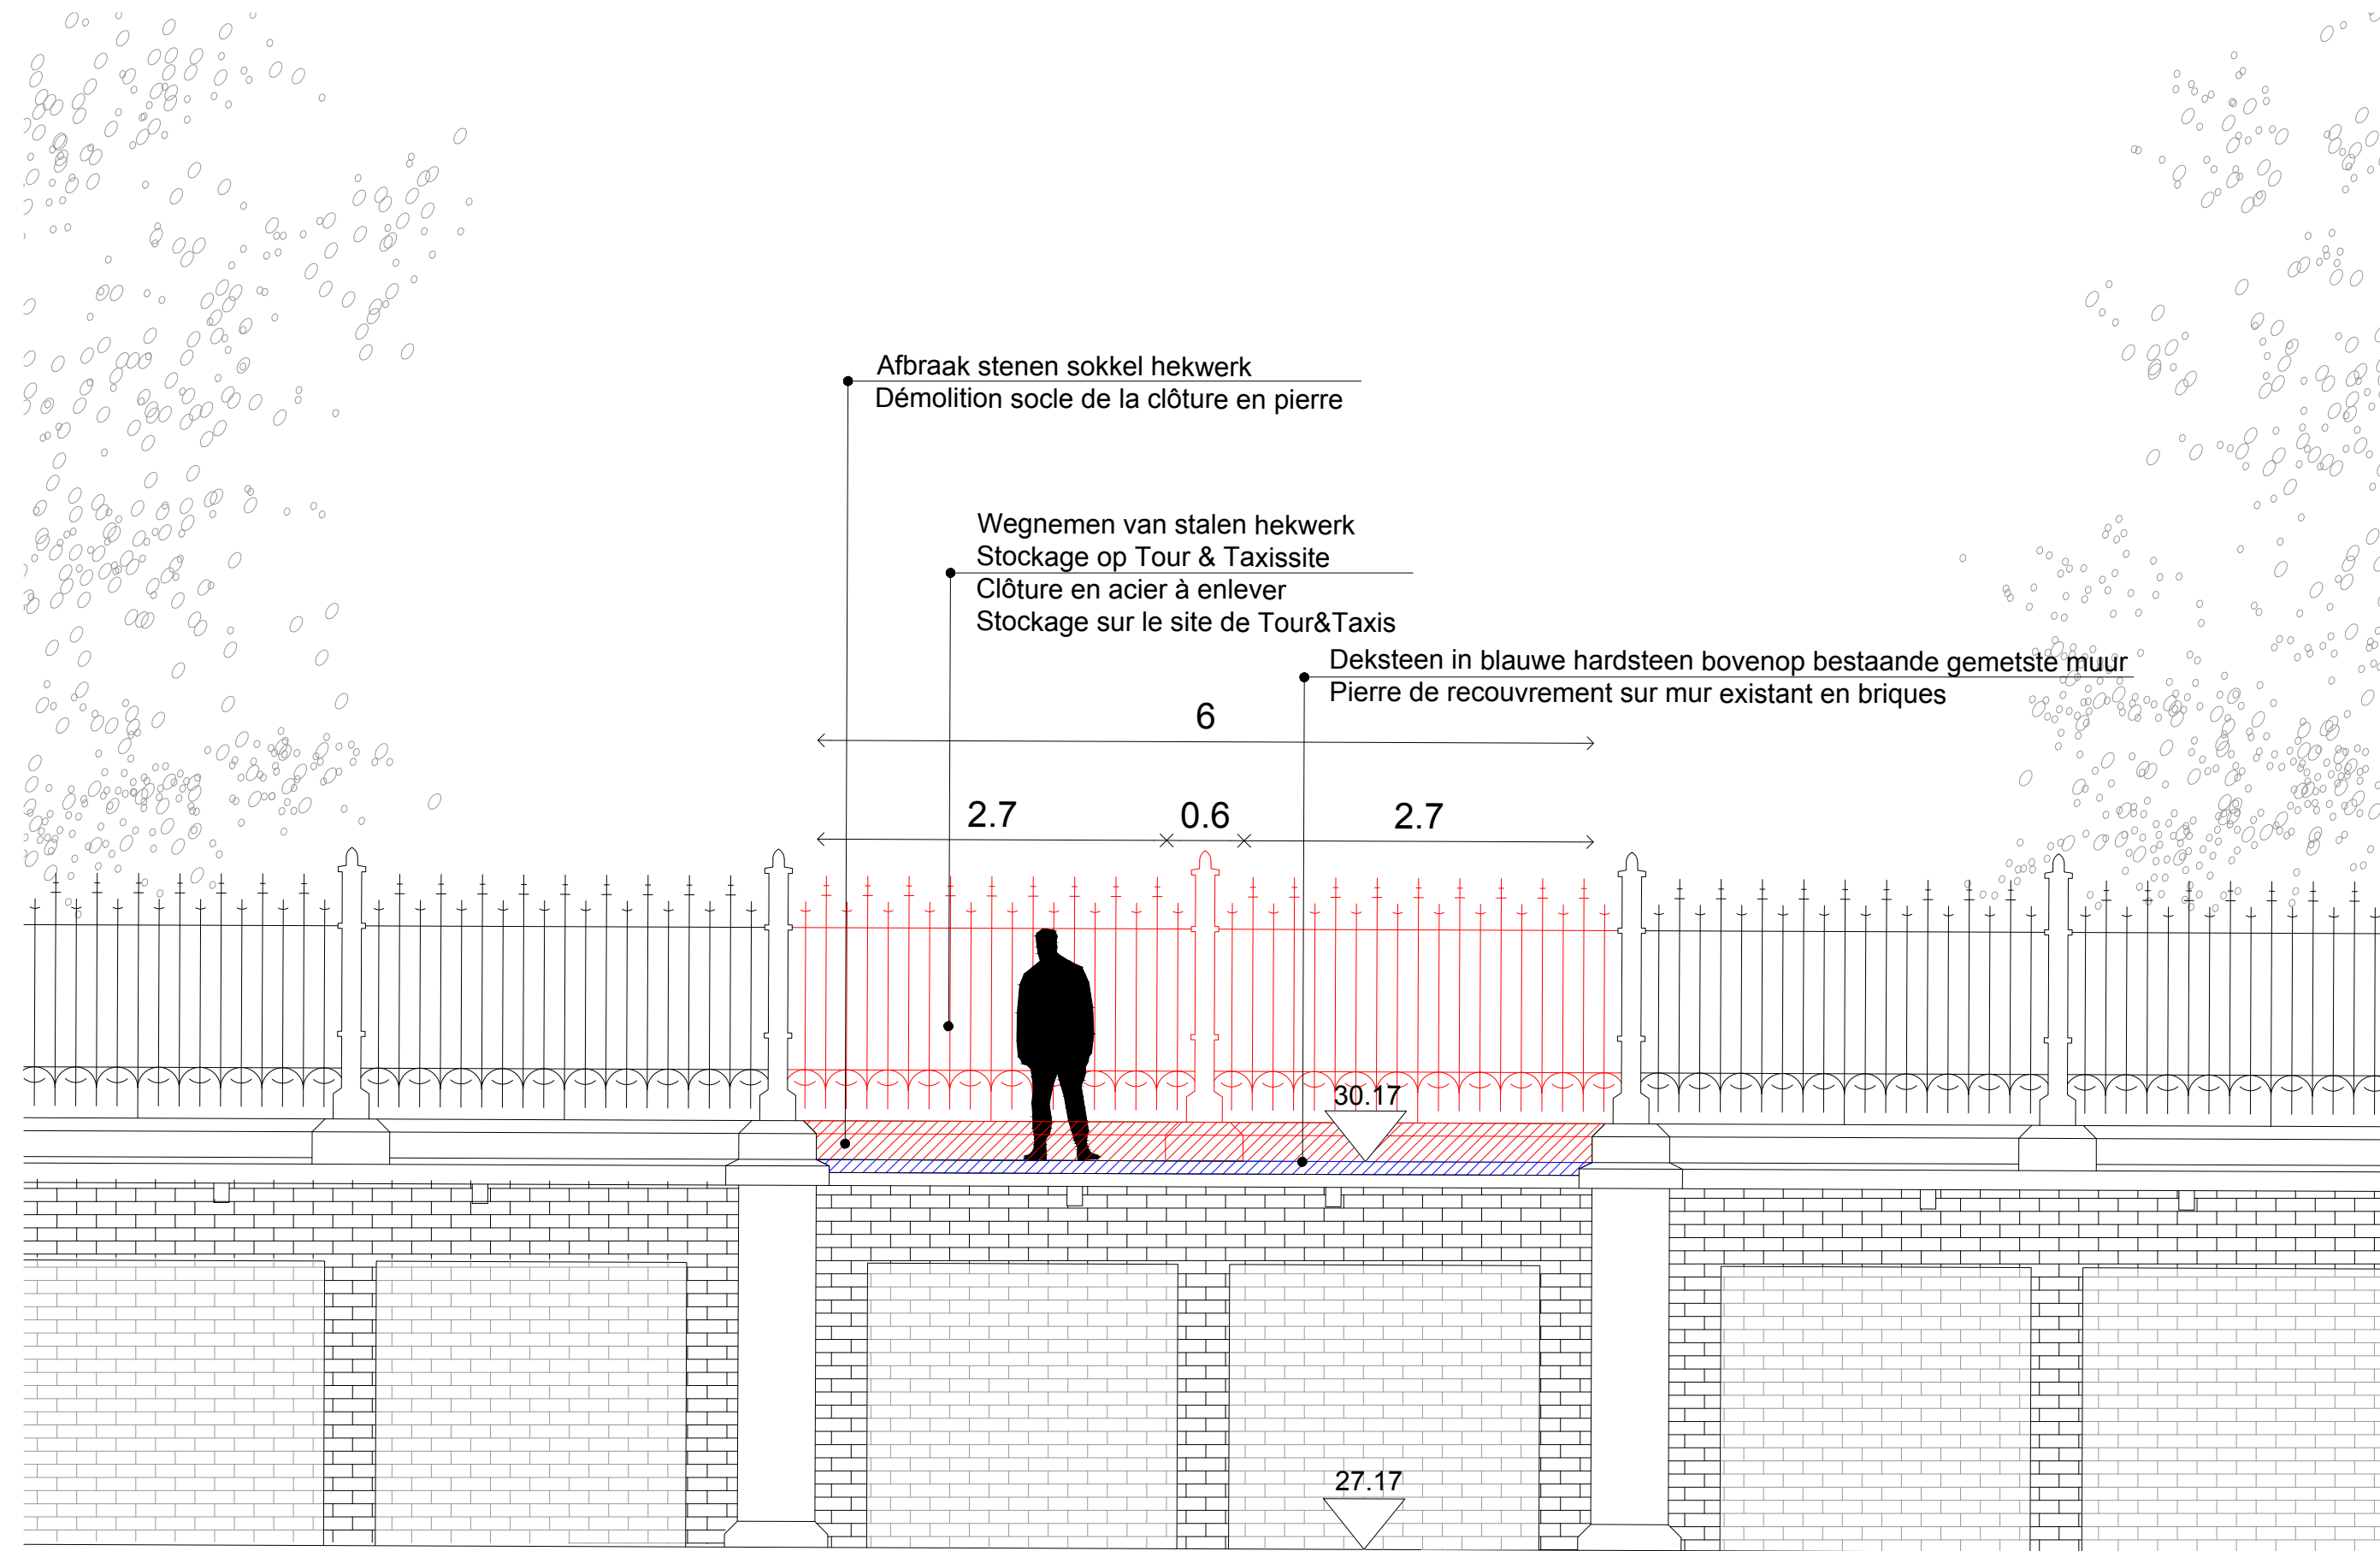 Afbraak stenen sokkel hekwerk
Démolition socle de la clôture en pierre
Wegnemen van stalen hekwerk
Stockage op Tour & Taxissite
Clôture en acier à enlever
Stockage sur le site de Tour&Taxis
Deksteen in blauwe hardsteen bovenop bestaande gemetste muur
Pierre de recouvrement sur mur existant en briques
6
2.7 0.6 2.7
30.17
27.17